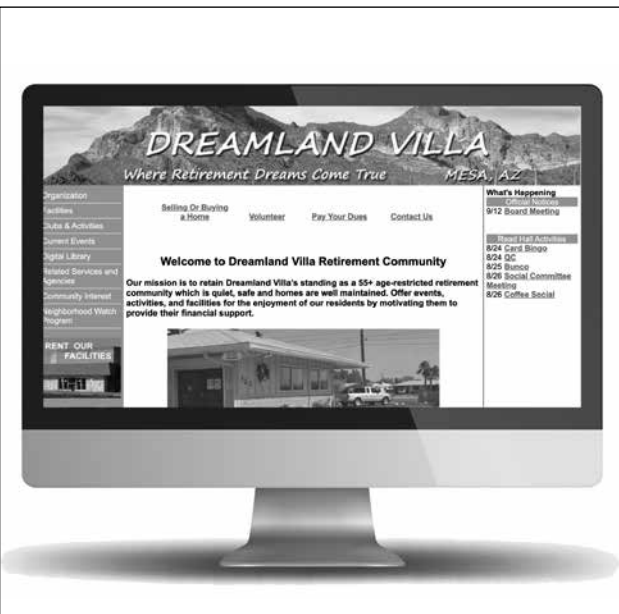 DREAMLAND VILLA
Where Retirement Dreams Come True
MESA, AZ
Organization
Facilities
Clubs & Activities
Current Events
Digital Library
Related Services and
Agencies
Community Interest
Neighborhood Watch
Program
RENT OUR
FACILITIES
Selling Or Buying
a Home
Volunteer
Pay Your Dues
Contact Us
Welcome to Dreamland Villa Retirement Community
Our mission is to retain Dreamland Villa's standing as a 55+ age-restricted retirement
community which is quiet, safe and homes are well maintained. Offer events,
activities, and facilities for the enjoyment of our residents by motivating them to
provide their financial support.
What's Happening
Official Notices
9/12 Board Meeting
Read Hall Activities
8/24 Card Bingo
8/24 QC
8/25 Bunco
8/26 Social Committee
Meeting
8/26 Coffee Social